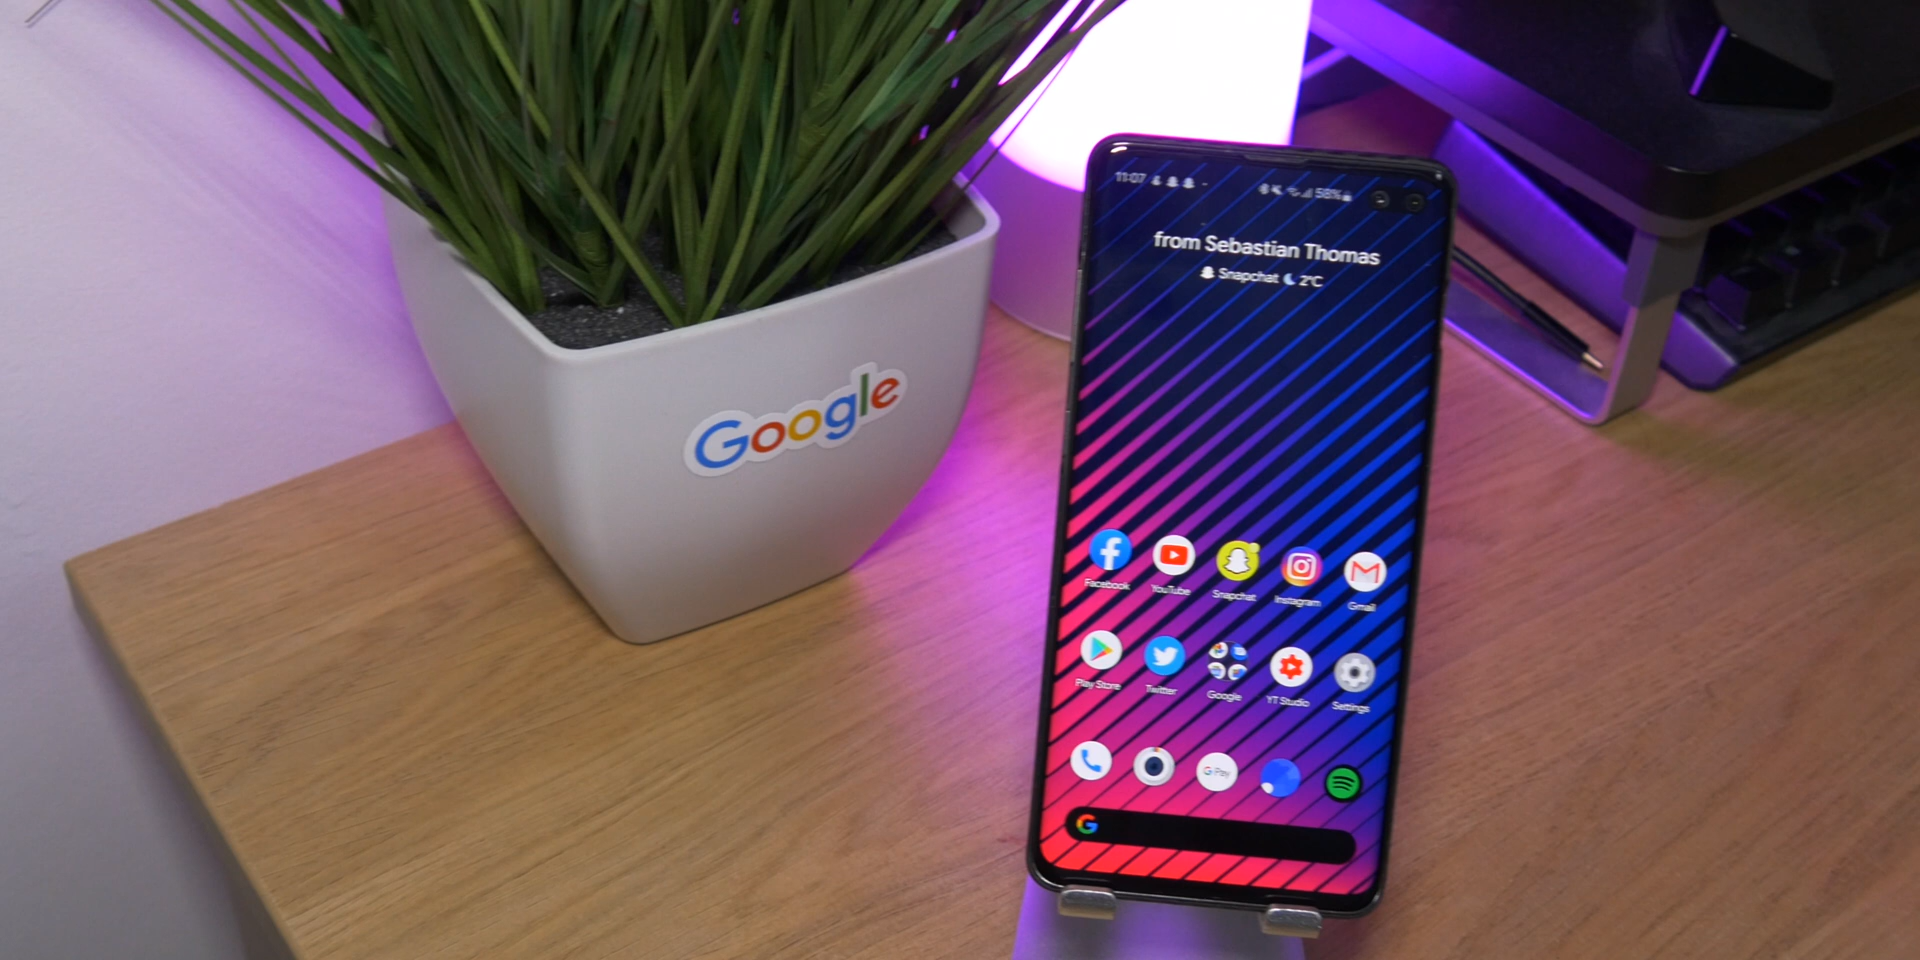 Google
11:07
58%
from Sebastian Thomas
Snapchat 2°C
Facebook
YouTube
Snapchat
Instagram
Gmail
Play Store
Twitter
Google
YT Studio
Settings
G Pay
G